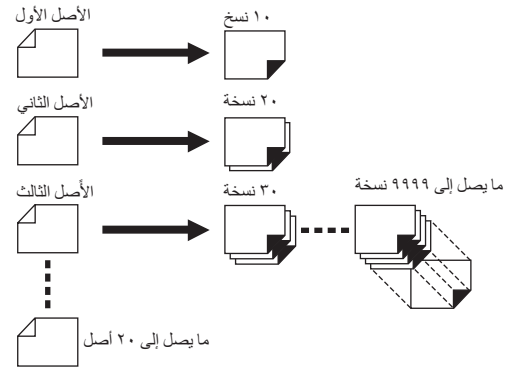 الأصل الأول
١٠ نسخ
الأصل الثاني
٢٠ نسخة
الأصل الثالث
٣٠ نسخة
ما يصل إلى ٩٩٩٩ نسخة
ما يصل إلى ٢٠ أصل